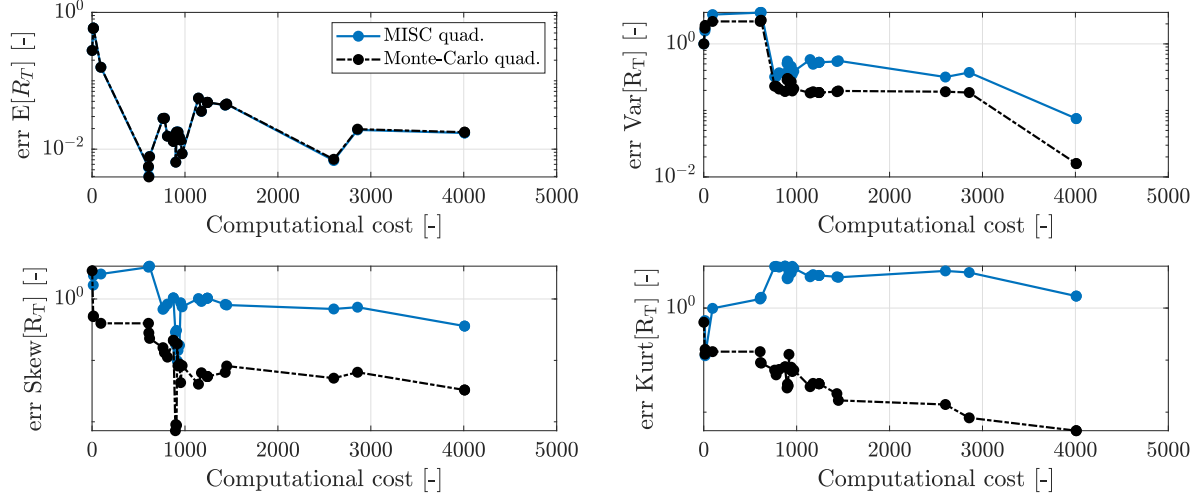 10^0
10^-2
err E[R_T] [-]
MISC quad.
Monte-Carlo quad.
0 1000 2000 3000 4000 5000
Computational cost [-]
10^0
10^-2
err Var[R_T] [-]
0 1000 2000 3000 4000 5000
Computational cost [-]
10^0
err Skew[R_T] [-]
0 1000 2000 3000 4000 5000
Computational cost [-]
10^0
err Kurt[R_T] [-]
0 1000 2000 3000 4000 5000
Computational cost [-]